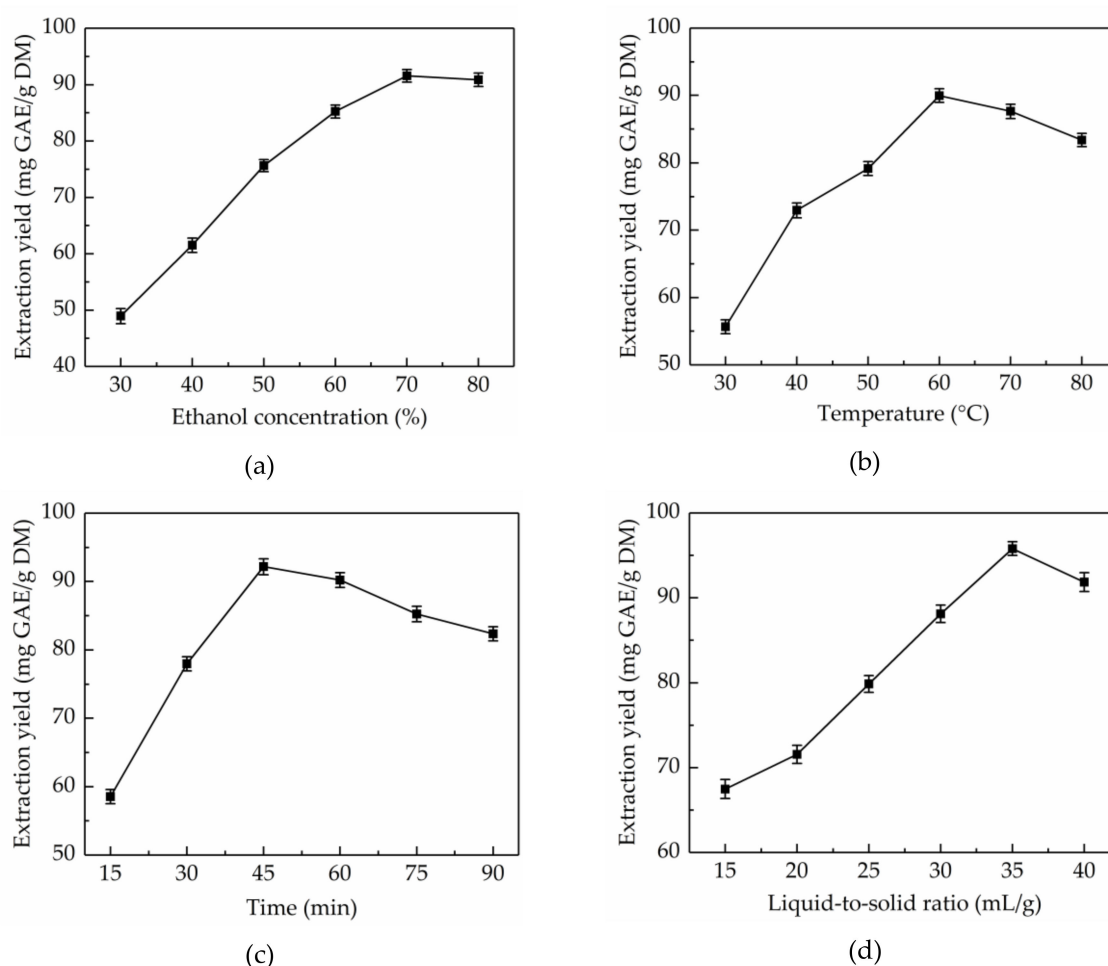 100
90
80
70
60
50
40
Extraction yield (mg GAE/g DM)
30 40 50 60 70 80
Ethanol concentration (%)
(a)
100
90
80
70
60
50
Extraction yield (mg GAE/g DM)
30 40 50 60 70 80
Temperature (°C)
(b)
100
90
80
70
60
50
Extraction yield (mg GAE/g DM)
15 30 45 60 75 90
Time (min)
(c)
100
90
80
70
60
Extraction yield (mg GAE/g DM)
15 20 25 30 35 40
Liquid-to-solid ratio (mL/g)
(d)